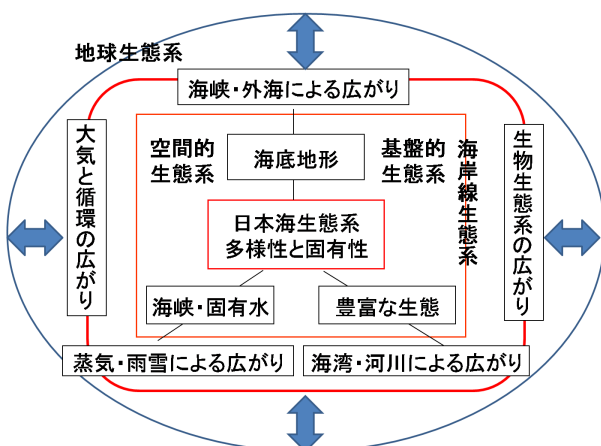 地球生態系
海峡・外海による広がり
大気と循環の広がり
空間的
生態系
海底地形
基盤的
生態系
海岸線生態系
生物生態系の広がり
日本海生態系
多様性と固有性
海峡・固有水
豊富な生態
蒸気・雨雪による広がり
海湾・河川による広がり